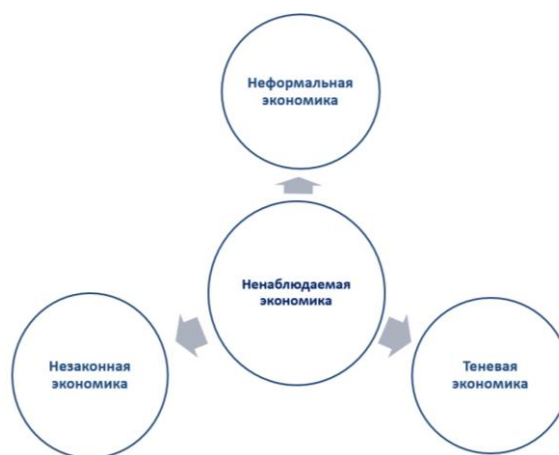 Неформальная
экономика
Ненаблюдаемая
экономика
Незаконная
экономика
Теневая
экономика